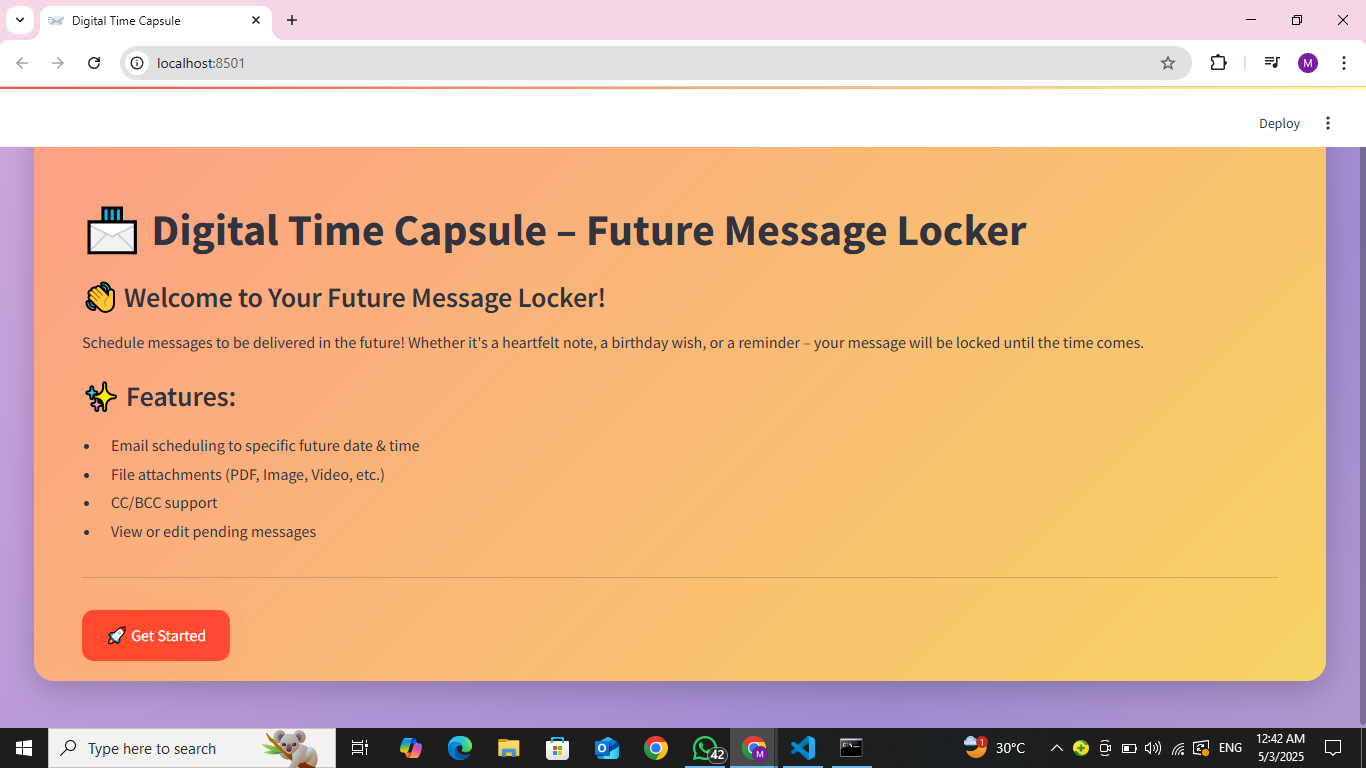 Digital Time Capsule
localhost:8501
M
Deploy
Digital Time Capsule – Future Message Locker
Welcome to Your Future Message Locker!
Schedule messages to be delivered in the future! Whether it's a heartfelt note, a birthday wish, or a reminder – your message will be locked until the time comes.
Features:
• Email scheduling to specific future date & time
• File attachments (PDF, Image, Video, etc.)
• CC/BCC support
• View or edit pending messages
Get Started
Type here to search
42
M
1
30°C
ENG
12:42 AM
5/3/2025